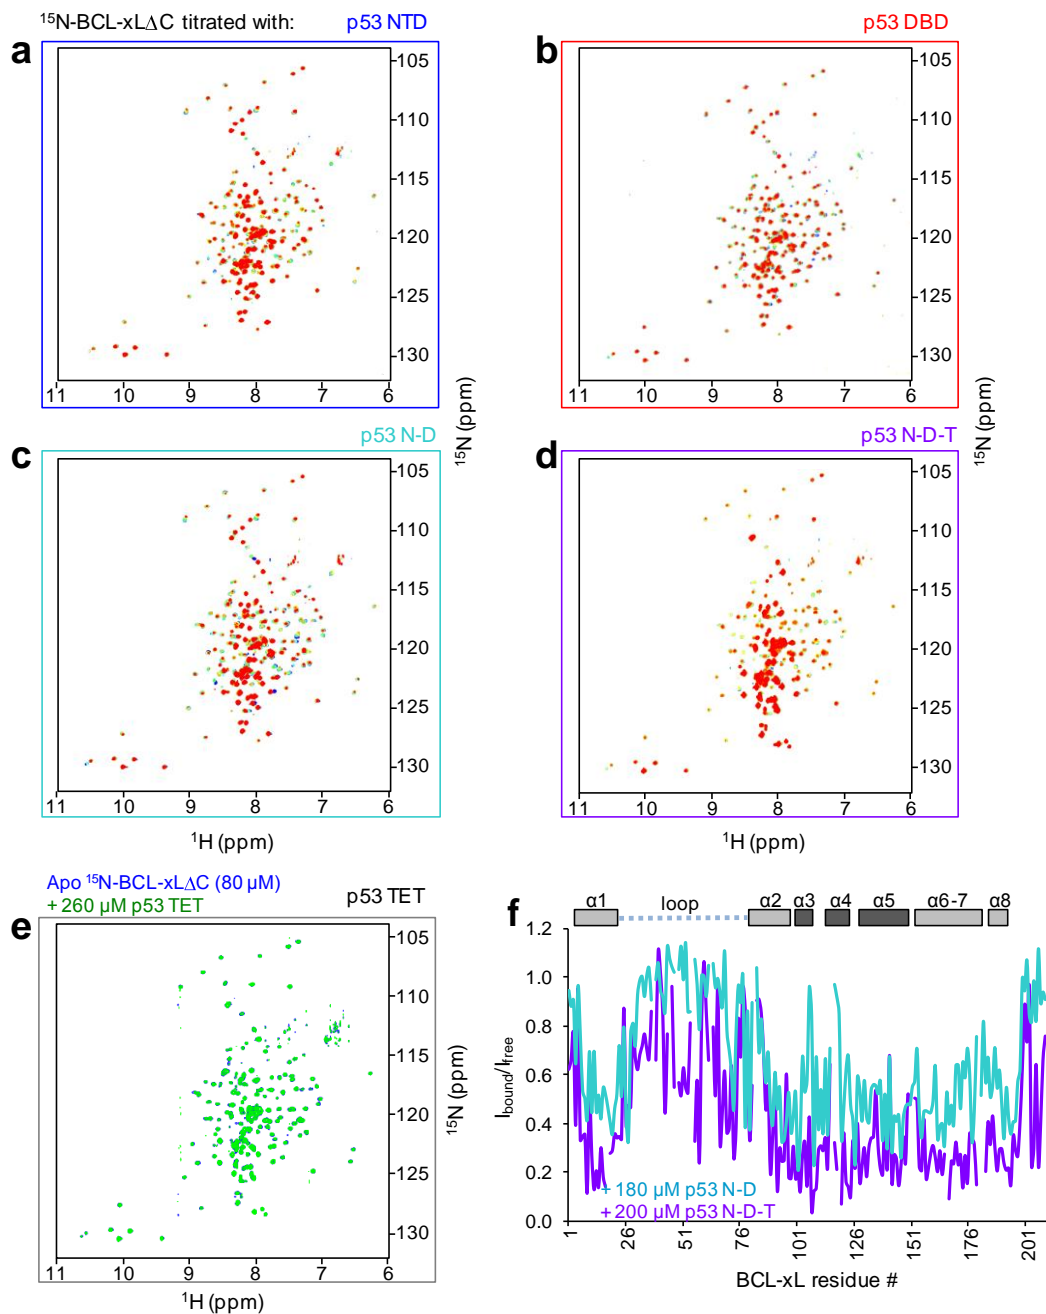 ¹⁵N-BCL-xLΔC titrated with:
p53 NTD
p53 DBD
a
b
105
110
115
120
125
130
11 10 9 8 7 6
¹⁵N (ppm)
105
110
115
120
125
130
11 10 9 8 7 6
¹⁵N (ppm)
p53 N-D
p53 N-D-T
c
d
105
110
115
120
125
130
11 10 9 8 7 6
¹H (ppm)
105
110
115
120
125
130
11 10 9 8 7 6
¹H (ppm)
Apo ¹⁵N-BCL-xLΔC (80 µM)
+ 260 µM p53 TET
p53 TET
e
105
110
115
120
125
130
¹⁵N (ppm)
11 10 9 8 7 6
¹H (ppm)
f
α1 loop α2 α3 α4 α5 α6-7 α8
1.2
1.0
0.8
0.6
0.4
0.2
0.0
I bound/I free
+ 180 µM p53 N-D
+ 200 µM p53 N-D-T
1 26 51 76 101 126 151 176 201
BCL-xL residue #